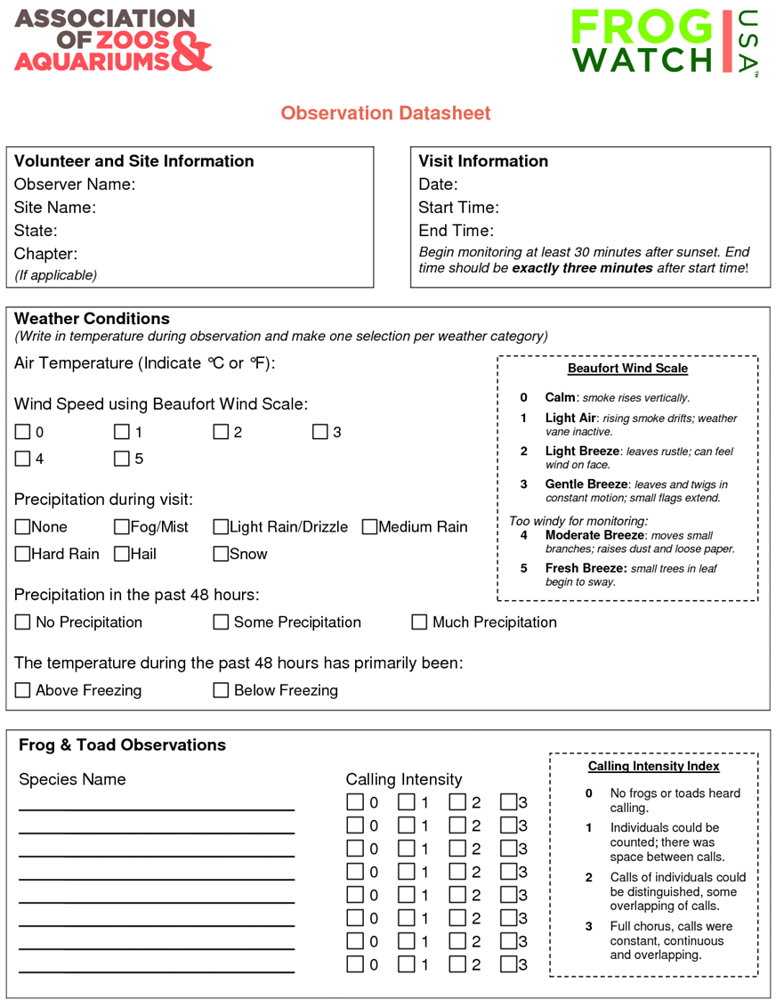 ASSOCIATION
OF ZOOS &
AQUARIUMS
FROG
WATCH
USA™
Observation Datasheet
Volunteer and Site Information
Observer Name:
Site Name:
State:
Chapter:
(If applicable)
Visit Information
Date:
Start Time:
End Time:
Begin monitoring at least 30 minutes after sunset. End
time should be exactly three minutes after start time!
Weather Conditions
(Write in temperature during observation and make one selection per weather category)
Air Temperature (Indicate °C or °F):
Wind Speed using Beaufort Wind Scale:
0 1 2 3
4 5
Precipitation during visit:
None Fog/Mist Light Rain/Drizzle Medium Rain
Hard Rain Hail Snow
Precipitation in the past 48 hours:
No Precipitation Some Precipitation Much Precipitation
The temperature during the past 48 hours has primarily been:
Above Freezing Below Freezing
Beaufort Wind Scale
0 Calm: smoke rises vertically.
1 Light Air: rising smoke drifts; weather
vane inactive.
2 Light Breeze: leaves rustle; can feel
wind on face.
3 Gentle Breeze: leaves and twigs in
constant motion; small flags extend.
Too windy for monitoring:
4 Moderate Breeze: moves small
branches; raises dust and loose paper.
5 Fresh Breeze: small trees in leaf
begin to sway.
Frog & Toad Observations
Species Name Calling Intensity
0 1 2 3
0 1 2 3
0 1 2 3
0 1 2 3
0 1 2 3
0 1 2 3
0 1 2 3
0 1 2 3
Calling Intensity Index
0 No frogs or toads heard
calling.
1 Individuals could be
counted; there was
space between calls.
2 Calls of individuals could
be distinguished, some
overlapping of calls.
3 Full chorus, calls were
constant, continuous
and overlapping.